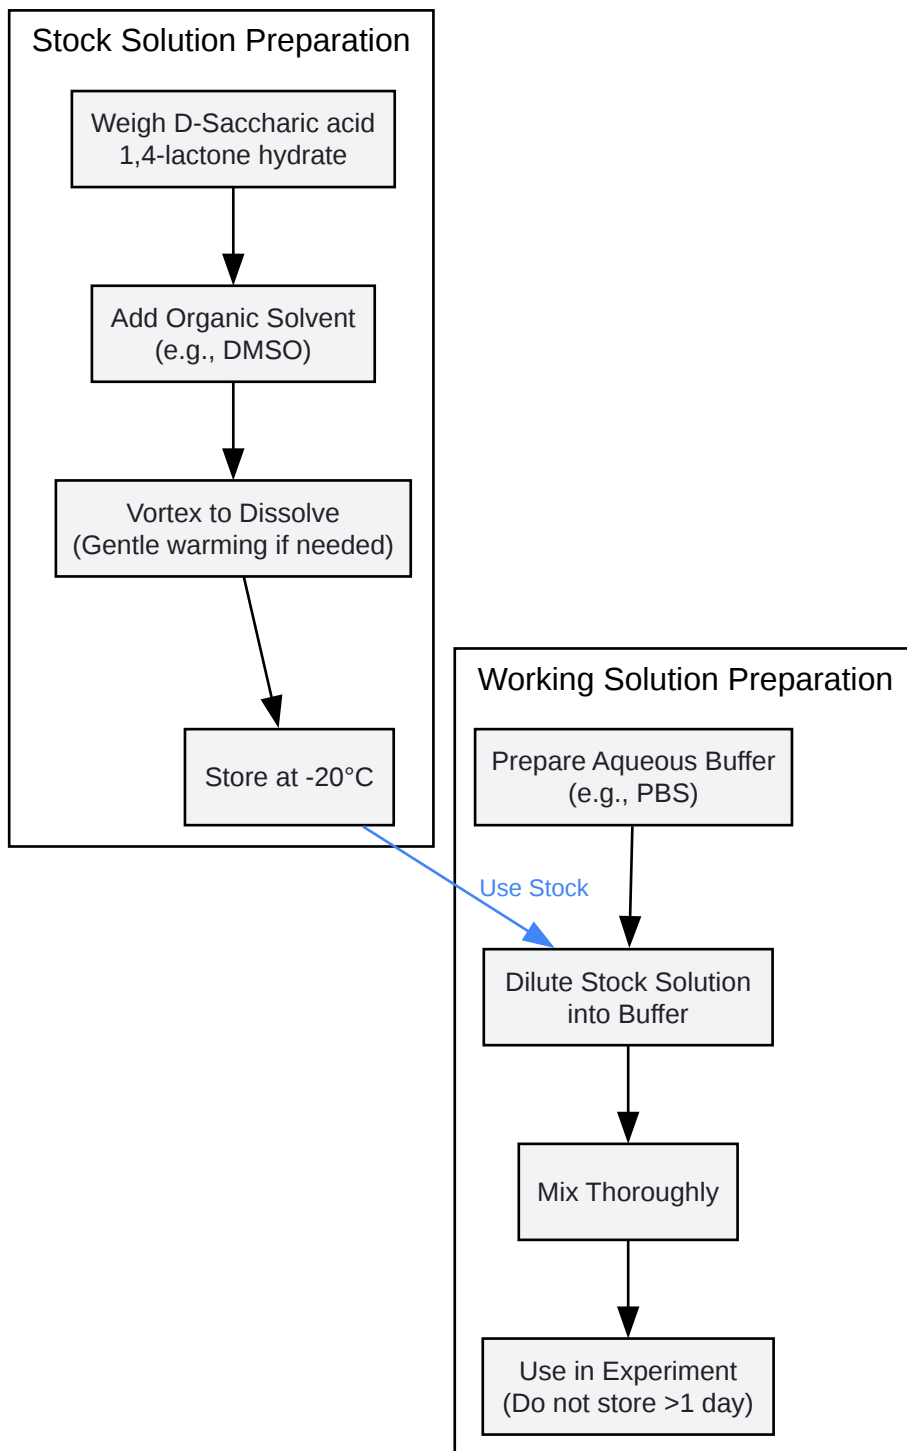 Stock Solution Preparation
Weigh D-Saccharic acid
1,4-lactone hydrate
Add Organic Solvent
(e.g., DMSO)
Vortex to Dissolve
(Gentle warming if needed)
Store at -20°C
Use Stock
Working Solution Preparation
Prepare Aqueous Buffer
(e.g., PBS)
Dilute Stock Solution
into Buffer
Mix Thoroughly
Use in Experiment
(Do not store >1 day)